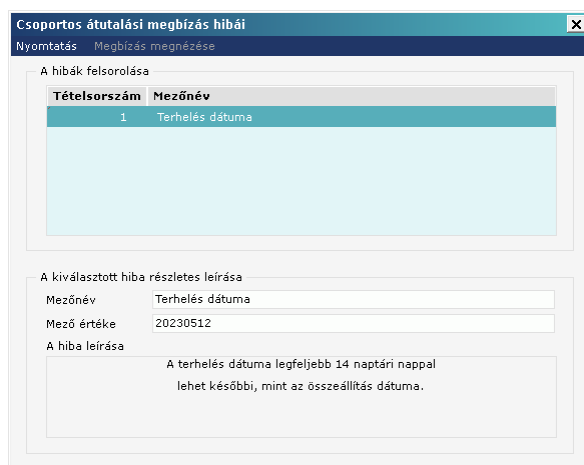 Csoportos átutalási megbízás hibái
Nyomtatás Megbízás megnézése
A hibák felsorolása
Tételsorszám Mezőnév
1 Terhelés dátuma
A kiválasztott hiba részletes leírása
Mezőnév Terhelés dátuma
Mező értéke 20230512
A hiba leírása
A terhelés dátuma legfeljebb 14 naptári nappal
lehet későbbi, mint az összeállítás dátuma.